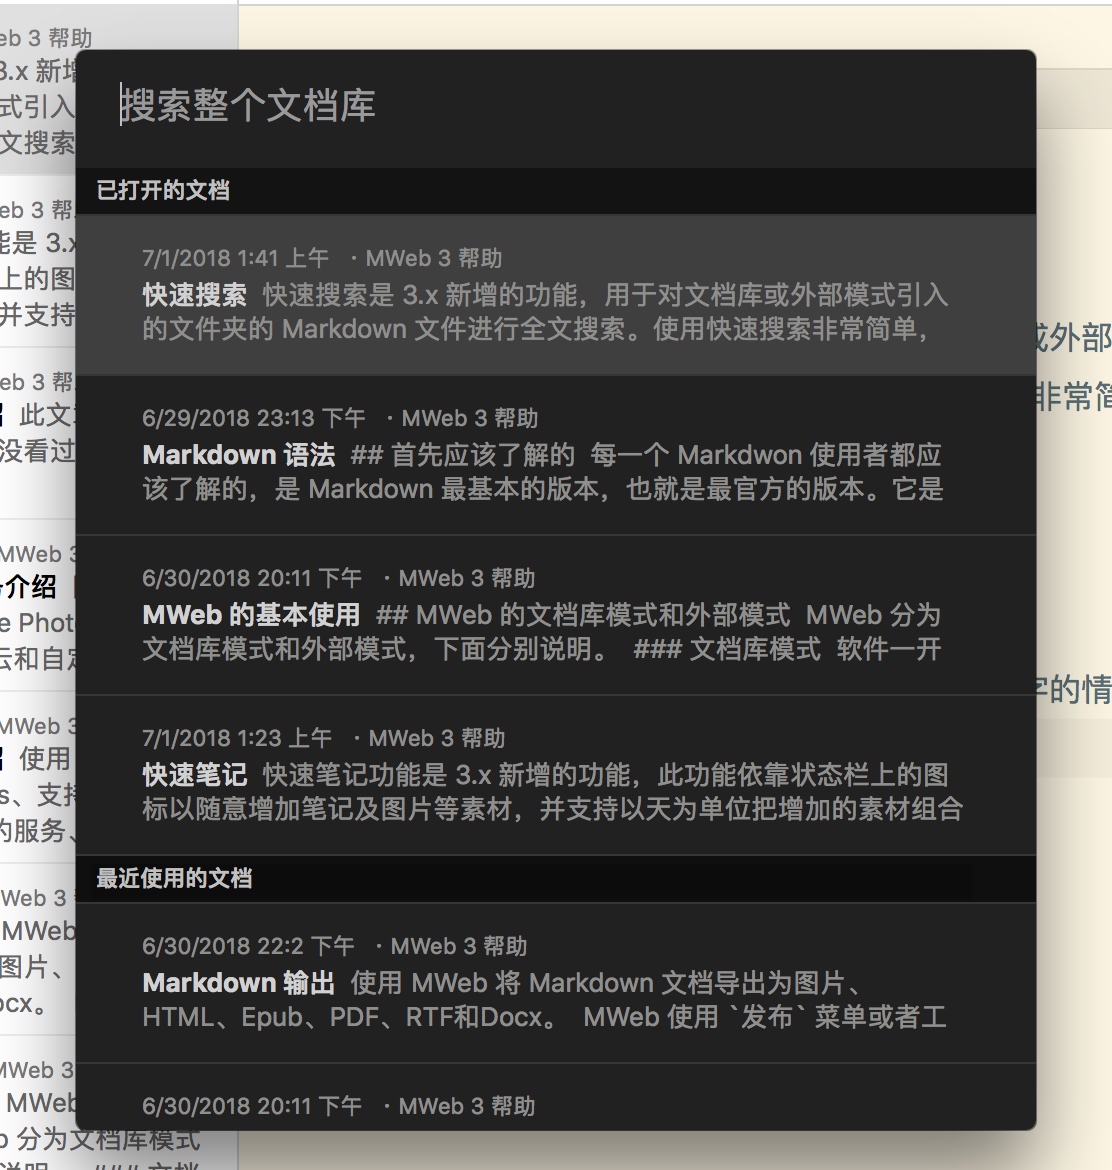 搜索整个文档库
已打开的文档
7/1/2018 1:41 上午 · MWeb 3 帮助
快速搜索 快速搜索是 3.x 新增的功能，用于对文档库或外部模式引入
的文件夹的 Markdown 文件进行全文搜索。使用快速搜索非常简单，
6/29/2018 23:13 下午 · MWeb 3 帮助
Markdown 语法 ## 首先应该了解的 每一个 Markdwon 使用者都应
该了解的，是 Markdown 最基本的版本，也就是最官方的版本。它是
6/30/2018 20:11 下午 · MWeb 3 帮助
MWeb 的基本使用 ## MWeb 的文档库模式和外部模式 MWeb 分为
文档库模式和外部模式，下面分别说明。 ### 文档库模式 软件一开
7/1/2018 1:23 上午 · MWeb 3 帮助
快速笔记 快速笔记功能是 3.x 新增的功能，此功能依靠状态栏上的图
标以随意增加笔记及图片等素材，并支持以天为单位把增加的素材组合
最近使用的文档
6/30/2018 22:2 下午 · MWeb 3 帮助
Markdown 输出 使用 MWeb 将 Markdown 文档导出为图片、
HTML、Epub、PDF、RTF和Docx。 MWeb 使用 `发布` 菜单或者工
6/30/2018 20:11 下午 · MWeb 3 帮助
eb 3 帮助
3.x 新增
式引入
文搜索
eb 3 帮
能是 3.x
上的图
并支持
eb 3 帮
此文
没看过
MWeb 3
介绍
e Phot
云和自定
MWeb 3
使用
s、支持
的服务、
Web 3
MWeb
图片、
ocx。
MWeb 3
MWeb
分为文档库模式
或外部
非常简
字的情